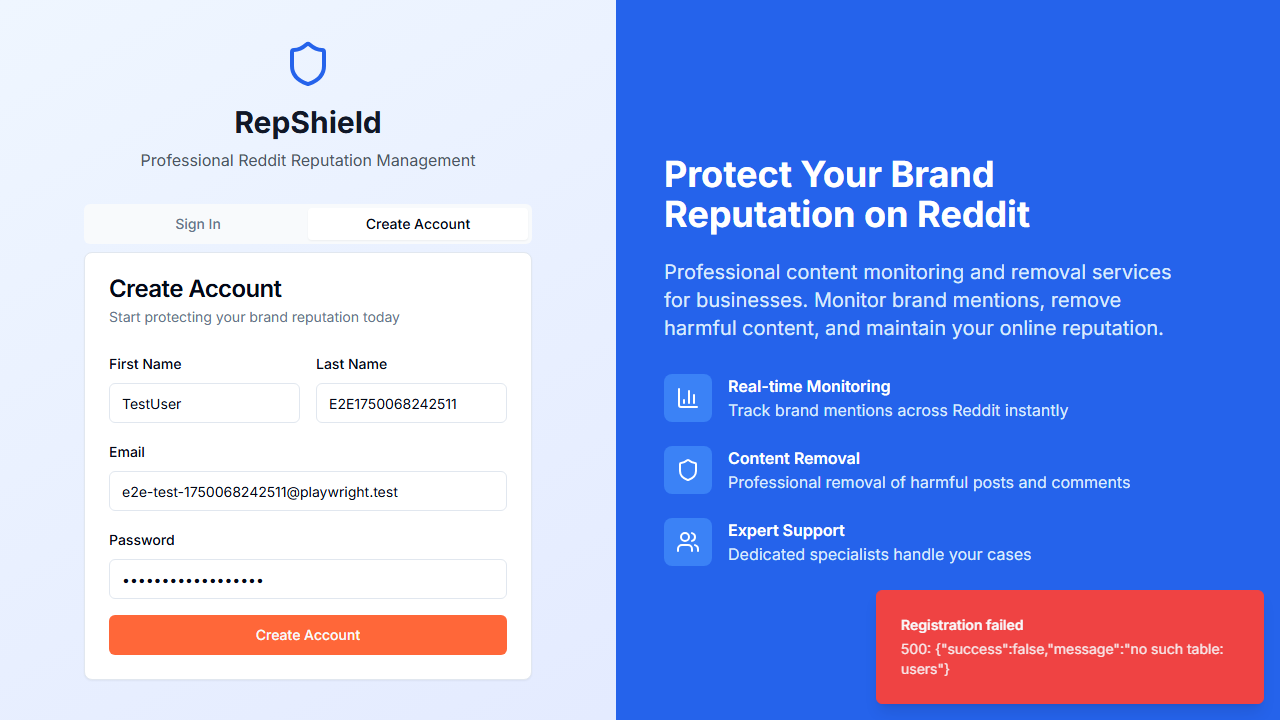 RepShield
Professional Reddit Reputation Management
Sign In
Create Account
Create Account
Start protecting your brand reputation today
First Name
Last Name
TestUser
E2E1750068242511
Email
e2e-test-1750068242511@playwright.test
Password
••••••••••••••••••
Create Account
Protect Your Brand
Reputation on Reddit
Professional content monitoring and removal services
for businesses. Monitor brand mentions, remove
harmful content, and maintain your online reputation.
Real-time Monitoring
Track brand mentions across Reddit instantly
Content Removal
Professional removal of harmful posts and comments
Expert Support
Dedicated specialists handle your cases
Registration failed
500: {"success":false,"message":"no such table:
users"}